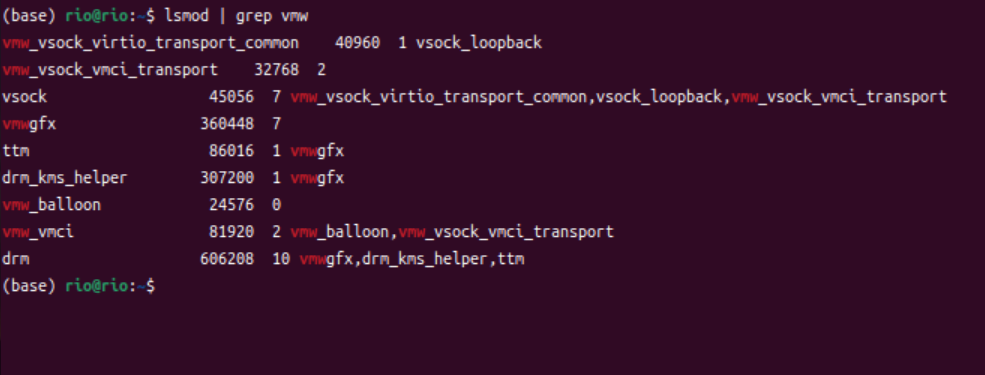 (base) rio@rio:~$ lsmod | grep vmw
vmw_vsock_virtio_transport_common    40960  1 vsock_loopback
vmw_vsock_vmci_transport    32768  2
vsock                  45056  7 vmw_vsock_virtio_transport_common,vsock_loopback,vmw_vsock_vmci_transport
vmwgfx                360448  7
ttm                    86016  1 vmwgfx
drm_kms_helper        307200  1 vmwgfx
vmw_balloon            24576  0
vmw_vmci               81920  2 vmw_balloon,vmw_vsock_vmci_transport
drm                   606208  10 vmwgfx,drm_kms_helper,ttm
(base) rio@rio:~$